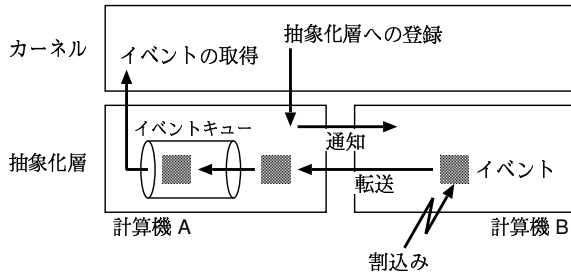 カーネル
イベントの取得
抽象化層への登録
抽象化層
イベントキュー
通知
転送
イベント
計算機 A
計算機 B
割込み